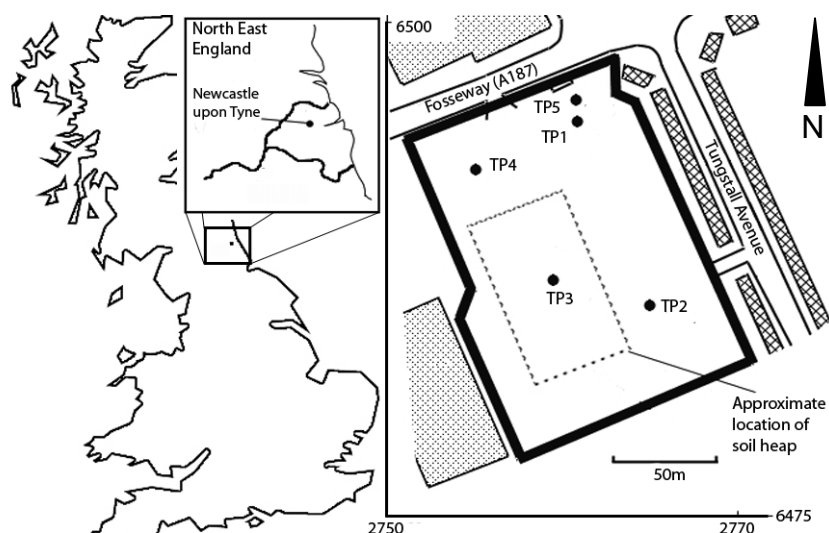 North East
England
Newcastle
upon Tyne
6500
Fosseway (A187)
TP5
TP1
TP4
Tungstall Avenue
N
TP3
TP2
Approximate
location of
soil heap
50m
6475
2750
2770